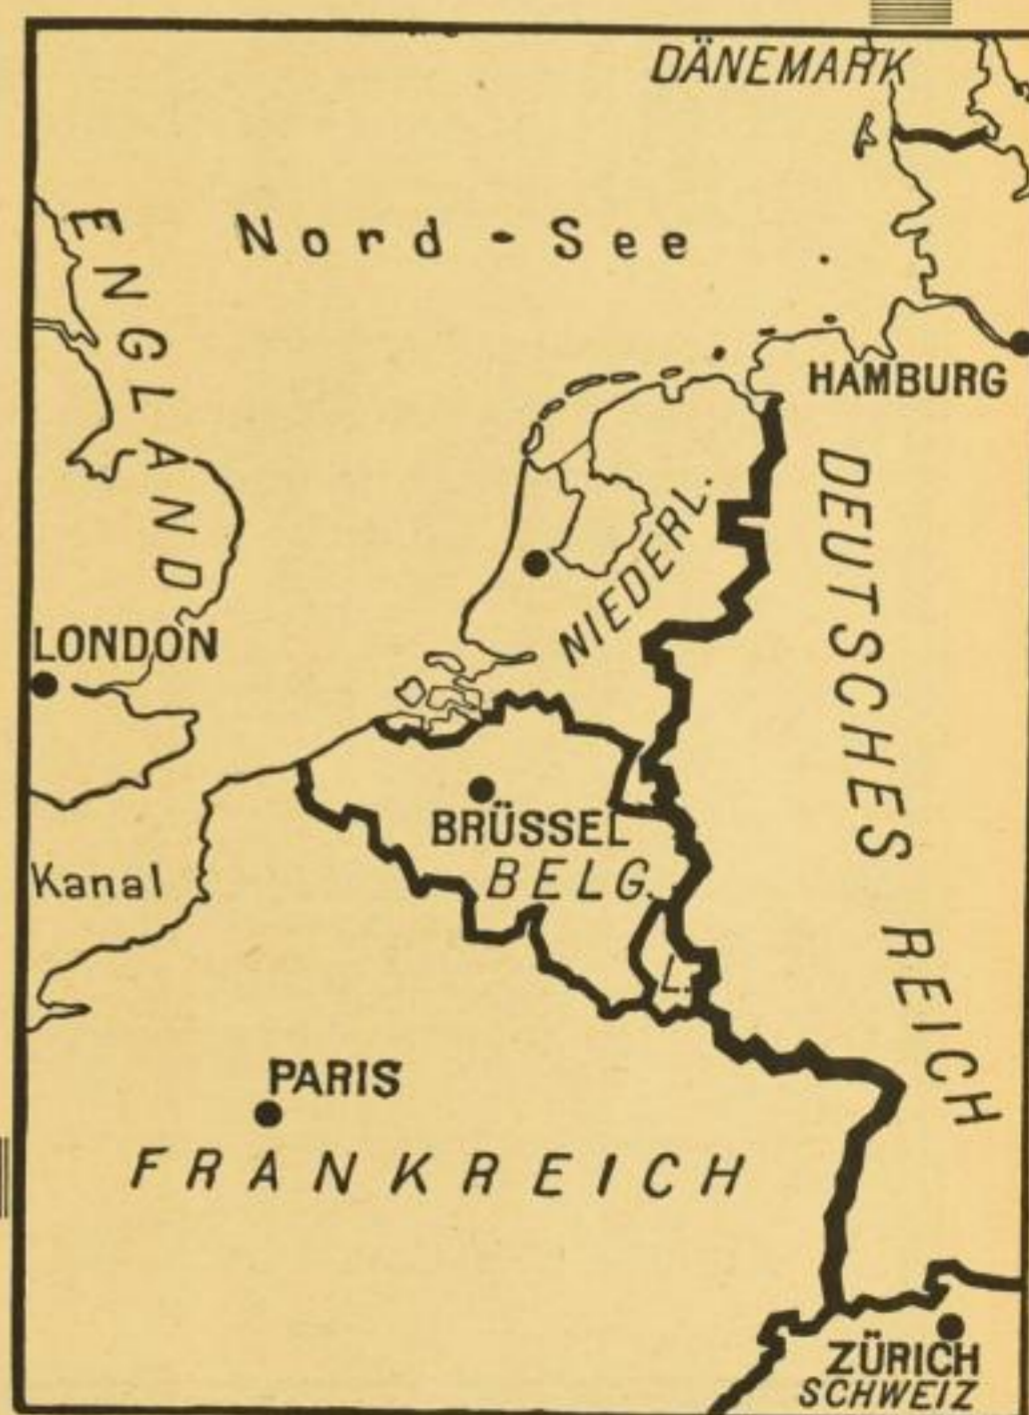 DÄNEMARK
Nord-See
ENGLAND
HAMBURG
DEUTSCHES REICH
NIEDERL.
LONDON
BRÜSSEL
BELG.
Kanal
L.
PARIS
FRANKREICH
ZÜRICH
SCHWEIZ